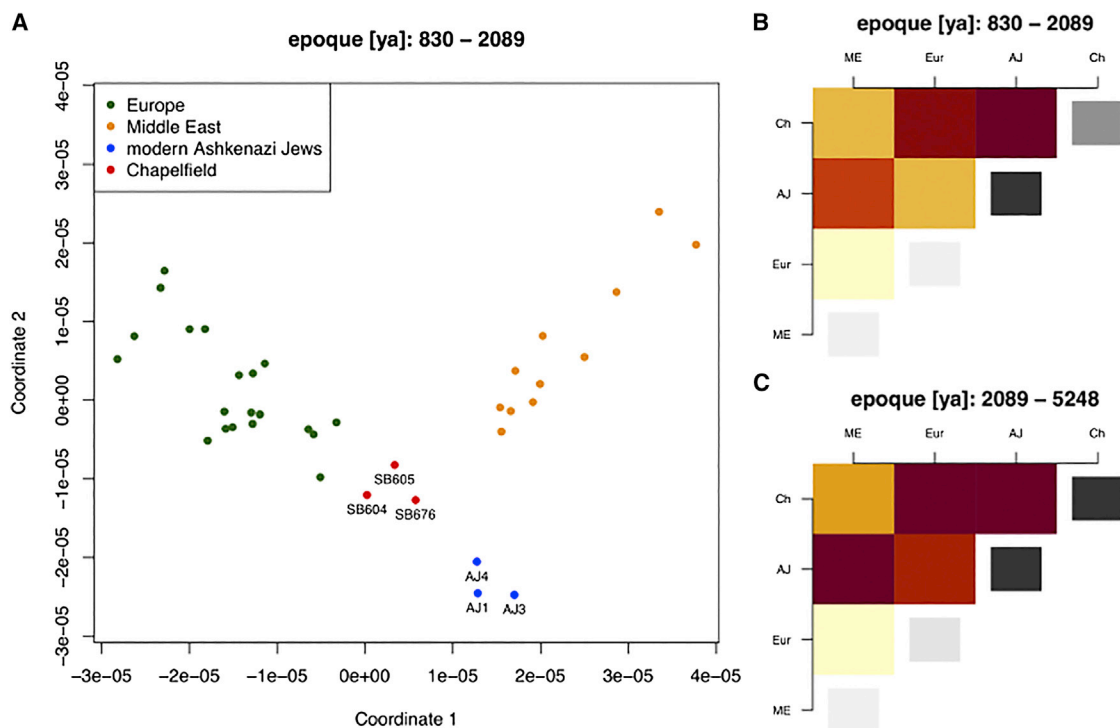 A
epoque [ya]: 830 – 2089
Europe
Middle East
modern Ashkenazi Jews
Chapelfield
4e−05
3e−05
2e−05
1e−05
0e+00
−1e−05
−2e−05
−3e−05
Coordinate 2
SB605
SB604
SB676
AJ4
AJ1
AJ3
−3e−05 −2e−05 −1e−05 0e+00 1e−05 2e−05 3e−05 4e−05
Coordinate 1
B
epoque [ya]: 830 – 2089
ME Eur AJ Ch
Ch
AJ
Eur
ME
C
epoque [ya]: 2089 – 5248
ME Eur AJ Ch
Ch
AJ
Eur
ME